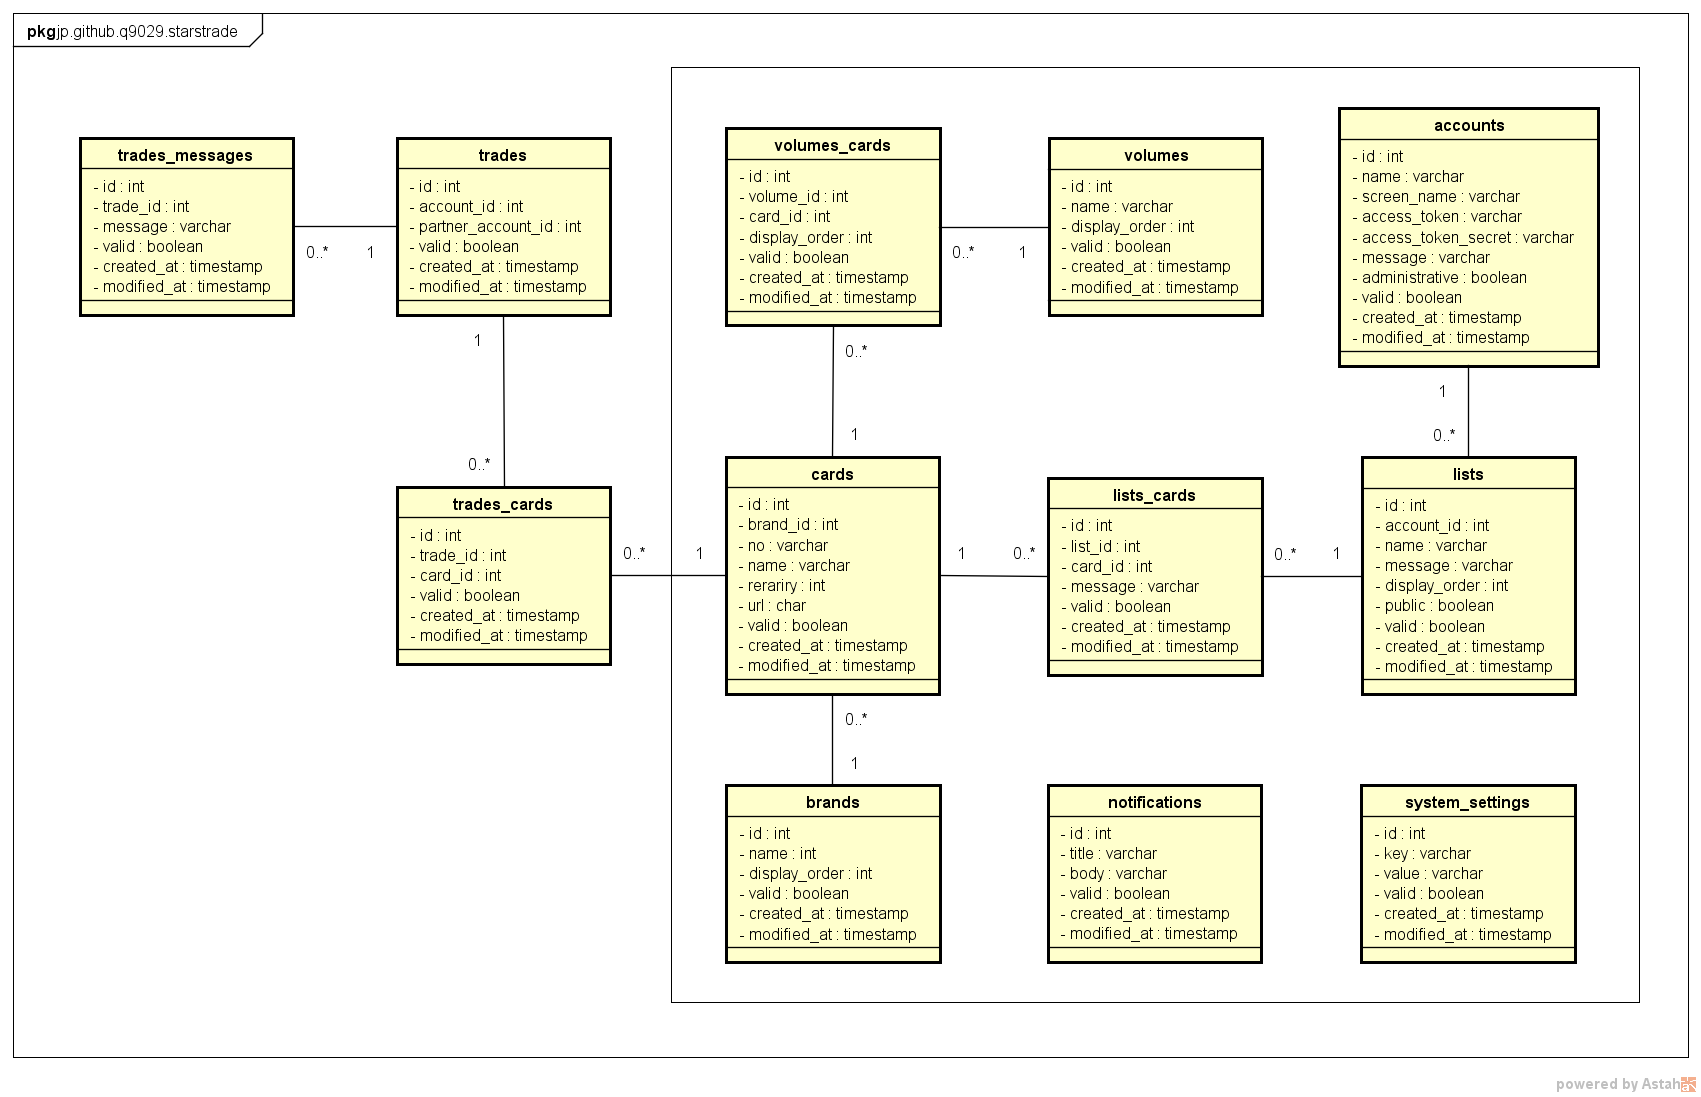 pkg jp.github.q9029.starstrade
trades_messages
- id : int
- trade_id : int
- message : varchar
- valid : boolean
- created_at : timestamp
- modified_at : timestamp
0..*
1
trades
- id : int
- account_id : int
- partner_account_id : int
- valid : boolean
- created_at : timestamp
- modified_at : timestamp
1
0..*
trades_cards
- id : int
- trade_id : int
- card_id : int
- valid : boolean
- created_at : timestamp
- modified_at : timestamp
0..*
1
volumes_cards
- id : int
- volume_id : int
- card_id : int
- display_order : int
- valid : boolean
- created_at : timestamp
- modified_at : timestamp
0..*
1
volumes
- id : int
- name : varchar
- display_order : int
- valid : boolean
- created_at : timestamp
- modified_at : timestamp
accounts
- id : int
- name : varchar
- screen_name : varchar
- access_token : varchar
- access_token_secret : varchar
- message : varchar
- administrative : boolean
- valid : boolean
- created_at : timestamp
- modified_at : timestamp
0..*
1
1
0..*
cards
- id : int
- brand_id : int
- no : varchar
- name : varchar
- rerariry : int
- url : char
- valid : boolean
- created_at : timestamp
- modified_at : timestamp
1
0..*
lists_cards
- id : int
- list_id : int
- card_id : int
- message : varchar
- valid : boolean
- created_at : timestamp
- modified_at : timestamp
0..*
1
lists
- id : int
- account_id : int
- name : varchar
- message : varchar
- display_order : int
- public : boolean
- valid : boolean
- created_at : timestamp
- modified_at : timestamp
0..*
1
brands
- id : int
- name : int
- display_order : int
- valid : boolean
- created_at : timestamp
- modified_at : timestamp
notifications
- id : int
- title : varchar
- body : varchar
- valid : boolean
- created_at : timestamp
- modified_at : timestamp
system_settings
- id : int
- key : varchar
- value : varchar
- valid : boolean
- created_at : timestamp
- modified_at : timestamp
powered by Astah